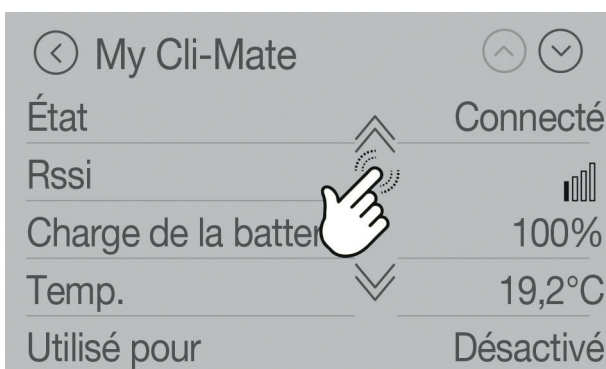 My Cli-Mate
État Connecté
Rssi
Charge de la batter 100%
Temp. 19,2°C
Utilisé pour Désactivé